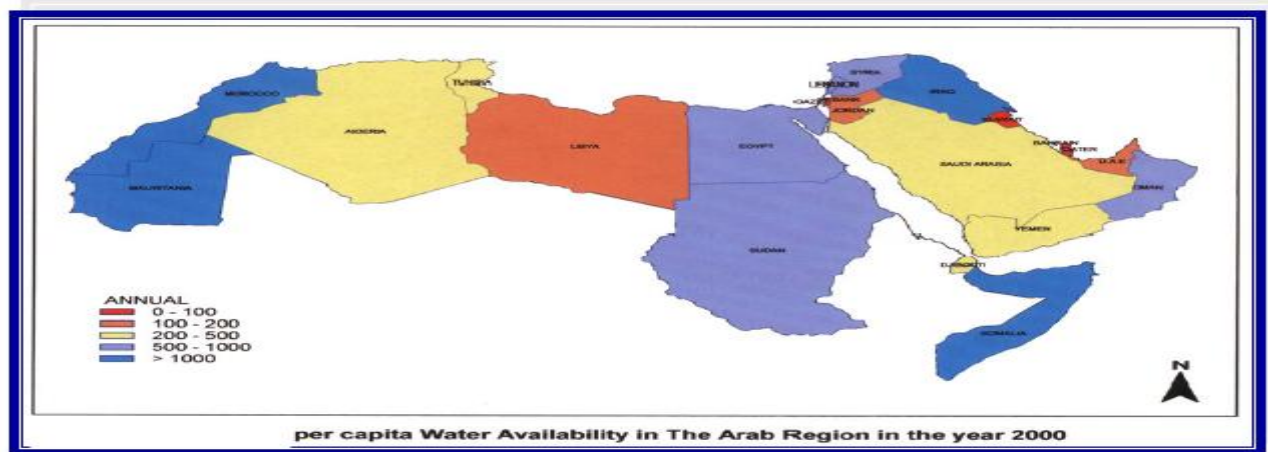 TUNISIA
SYRIA
MOROCCO
LEBANON
IRAQ
GAZA
BANK
JORDAN
ALGERIA
KUWAIT
LIBYA
EGYPT
BAHRAIN
QATER
SAUDI ARABIA
U.A.E
MAURITANIA
OMAN
YEMEN
SUDAN
DJIBOUTI
SOMALIA
ANNUAL
0 - 100
100 - 200
200 - 500
500 - 1000
> 1000
N
per capita Water Availability in The Arab Region in the year 2000